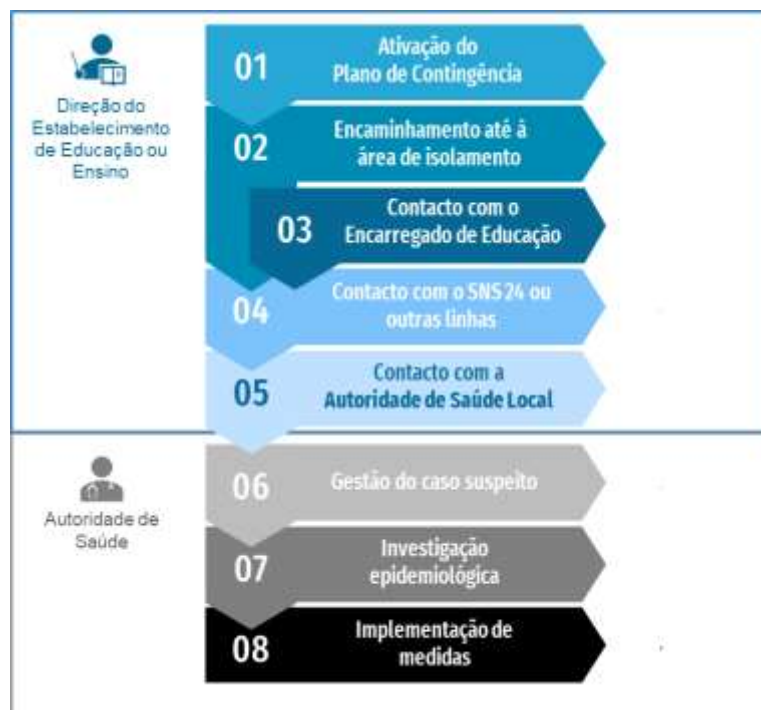 Direção do
Estabelecimento
de Educação ou
Ensino
01
Ativação do
Plano de Contingência
02
Encaminhamento até à
área de isolamento
03
Contacto com o
Encarregado de Educação
04
Contacto com o SNS 24 ou
outras linhas
05
Contacto com a
Autoridade de Saúde Local
Autoridade de
Saúde
06
Gestão do caso suspeito
07
Investigação
epidemiológica
08
Implementação de
medidas